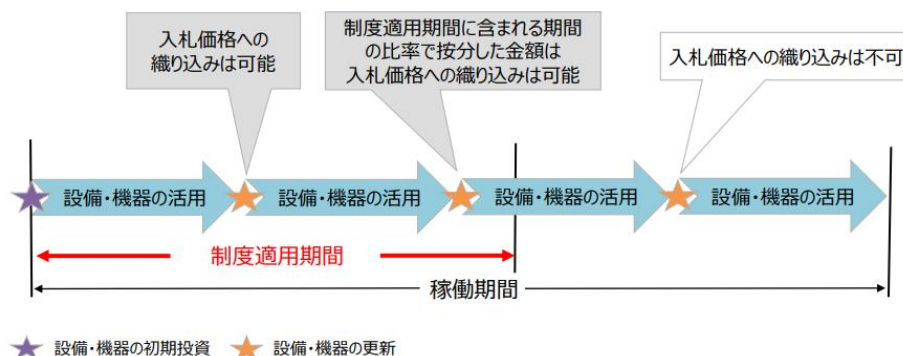 入札価格への
織り込みは可能
制度適用期間に含まれる期間
の比率で按分した金額は
入札価格への織り込みは可能
入札価格への織り込みは不可
設備・機器の活用
設備・機器の活用
設備・機器の活用
設備・機器の活用
制度適用期間
稼働期間
設備・機器の初期投資
設備・機器の更新